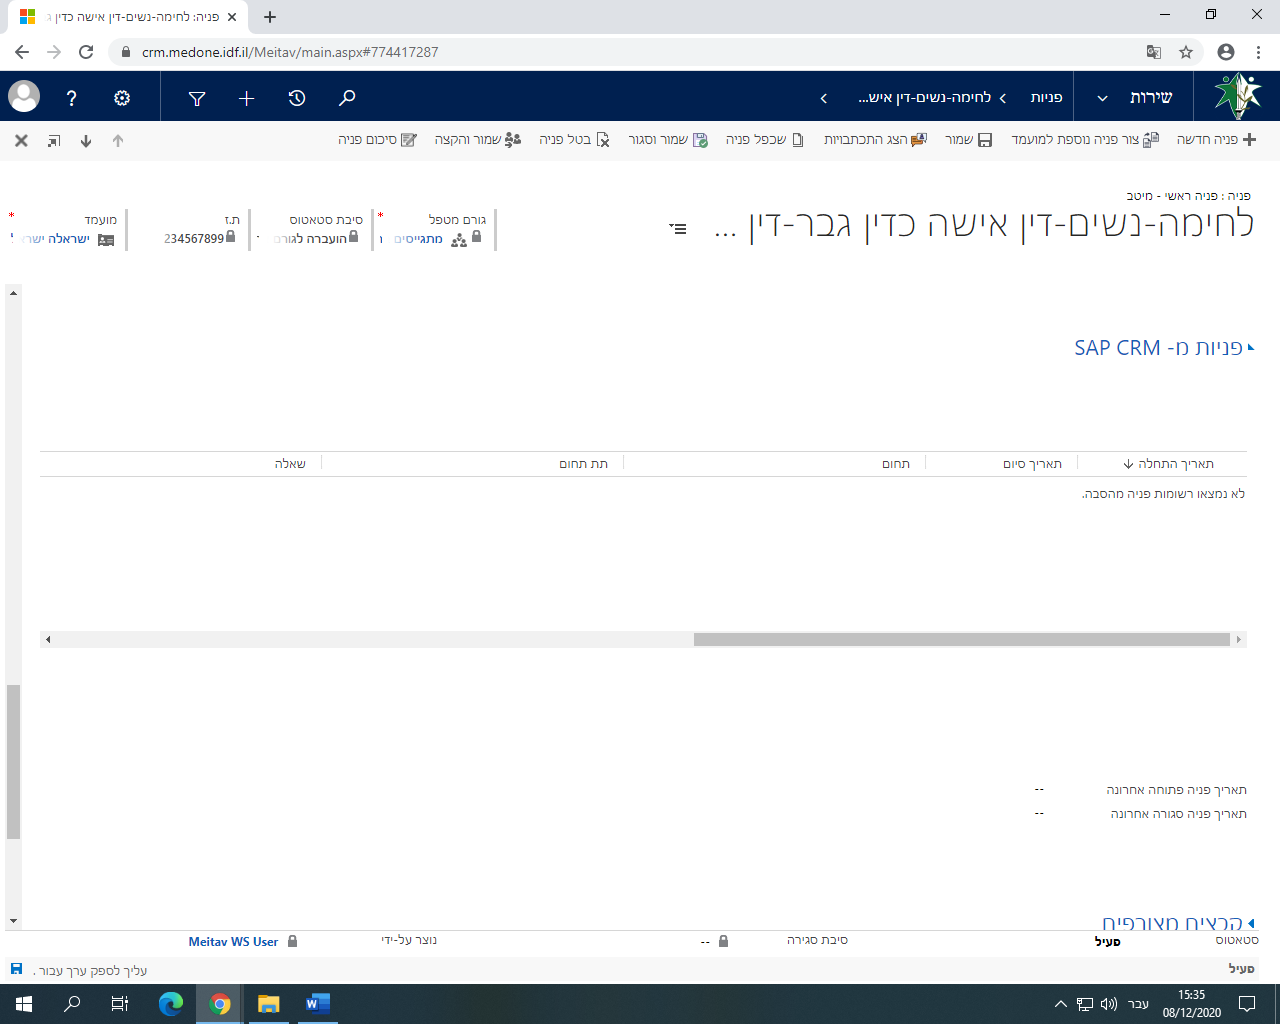 פניה: לחימה-נשים-דין אישה כדין ג
crm.medone.idf.il/Meitav/main.aspx#774417287
שירות
פניות
לחימה-נשים-דין איש...
פניה חדשה
צור פניה נוספת למועמד
שמור
הצג התכתבויות
שכפל פניה
שמור וסגור
בטל פניה
שמור והקצה
סיכום פניה
פניה : פניה ראשי - מיטב
לחימה-נשים-דין אישה כדין גבר-דין ...
גורם מטפל *
מתגייסים
סיבת סטאטוס
הועברה לגורם
ת.ז
234567899
מועמד *
ישראלה ישר
פניות מ- SAP CRM
תאריך התחלה
תאריך סיום
תחום
תת תחום
שאלה
לא נמצאו רשומות פניה מהסבה.
תאריך פניה פתוחה אחרונה --
תאריך פניה סגורה אחרונה --
קבצים מצורפים
סטאטוס פעיל
סיבת סגירה --
נוצר על-ידי Meitav WS User
פעיל
עליך לספק ערך עבור .
עבר
15:35
08/12/2020